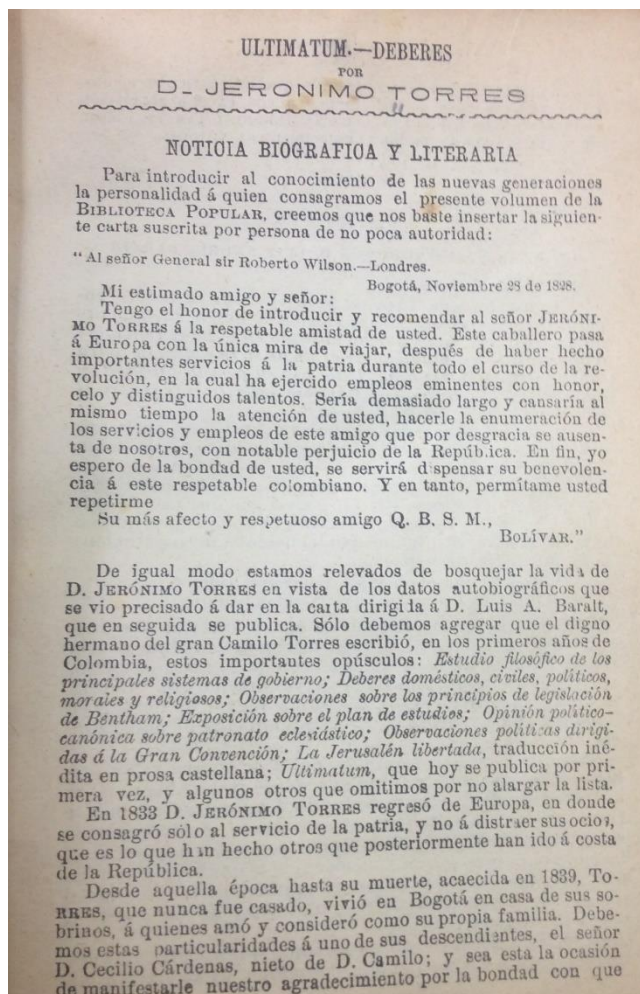 ULTIMATUM.—DEBERES
POR
D- JERONIMO TORRES
NOTICIA BIOGRAFICA Y LITERARIA
Para introducir al conocimiento de las nuevas generaciones
la personalidad á quien consagramos el presente volumen de la
BIBLIOTECA POPULAR, creemos que nos baste insertar la siguien-
te carta suscrita por persona de no poca autoridad:
"Al señor General sir Roberto Wilson.—Londres.
Bogotá, Noviembre 28 de 1828.
Mi estimado amigo y señor:
Tengo el honor de introducir y recomendar al señor JERÓNI-
MO TORRES á la respetable amistad de usted. Este caballero pasa
á Europa con la única mira de viajar, después de haber hecho
importantes servicios á la patria durante todo el curso de la re-
volución, en la cual ha ejercido empleos eminentes con honor,
celo y distinguidos talentos. Sería demasiado largo y cansaría al
mismo tiempo la atención de usted, hacerle la enumeración de
los servicios y empleos de este amigo que por desgracia se ausen-
ta de nosotros, con notable perjuicio de la República. En fin, yo
espero de la bondad de usted, se servirá dispensar su benevolen-
cia á este respetable colombiano. Y en tanto, permítame usted
repetirme
Su más afecto y respetuoso amigo Q. B. S. M.,
BOLÍVAR."
De igual modo estamos relevados de bosquejar la vida de
D. JERÓNIMO TORRES en vista de los datos autobiográficos que
se vio precisado á dar en la carta dirigida á D. Luis A. Baralt,
que en seguida se publica. Sólo debemos agregar que el digno
hermano del gran Camilo Torres escribió, en los primeros años de
Colombia, estos importantes opúsculos: Estudio filosófico de los
principales sistemas de gobierno; Deberes domésticos, civiles, políticos,
morales y religiosos; Observaciones sobre los principios de legislación
de Bentham; Exposición sobre el plan de estudios; Opinión político-
canónica sobre patronato eclesiástico; Observaciones políticas dirigi-
das á la Gran Convención; La Jerusalén libertada, traducción iné-
dita en prosa castellana; Ultimatum, que hoy se publica por pri-
mera vez, y algunos otros que omitimos por no alargar la lista.
En 1833 D. JERÓNIMO TORRES regresó de Europa, en donde
se consagró sólo al servicio de la patria, y no á distraer sus ocios,
que es lo que han hecho otros que posteriormente han ido á costa
de la República.
Desde aquella época hasta su muerte, acaecida en 1839, To-
RRES, que nunca fue casado, vivió en Bogotá en casa de sus so-
brinos, á quienes amó y consideró como su propia familia. Debe-
mos estas particularidades á uno de sus descendientes, el señor
D. Cecilio Cárdenas, nieto de D. Camilo; y sea esta la ocasión
de manifestarle nuestro agradecimiento por la bondad con que